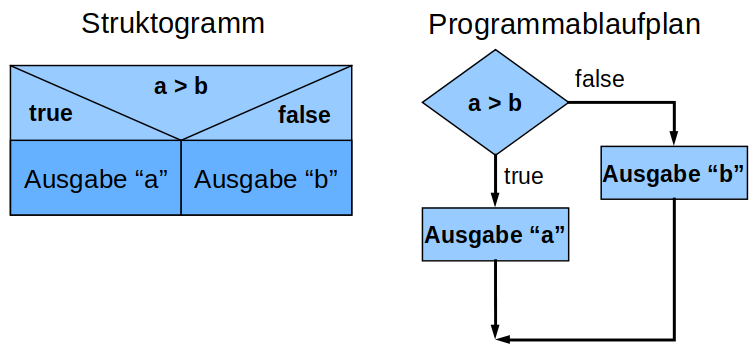 Struktogramm
a > b
true
false
Ausgabe “a”
Ausgabe “b”
Programmablaufplan
a > b
false
true
Ausgabe “b”
Ausgabe “a”